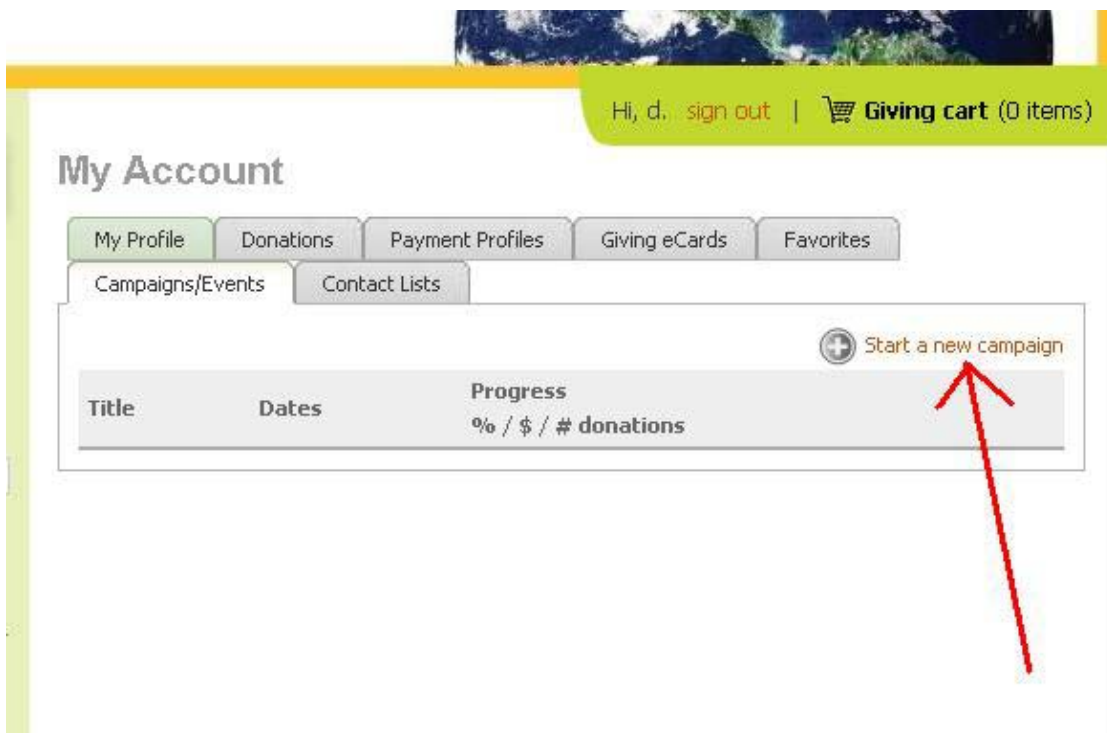 Hi, d. sign out | Giving cart (0 items)
My Account
My Profile Donations Payment Profiles Giving eCards Favorites
Campaigns/Events Contact Lists
Start a new campaign
Title Dates Progress
% / $ / # donations